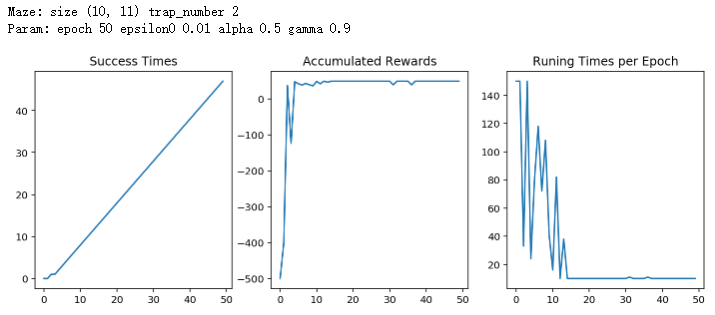 Maze: size (10, 11) trap_number 2
Param: epoch 50 epsilon0 0.01 alpha 0.5 gamma 0.9
Success Times
Accumulated Rewards
Runing Times per Epoch
40
30
20
10
0
0 10 20 30 40 50
0
−100
−200
−300
−400
−500
0 10 20 30 40 50
140
120
100
80
60
40
20
0 10 20 30 40 50